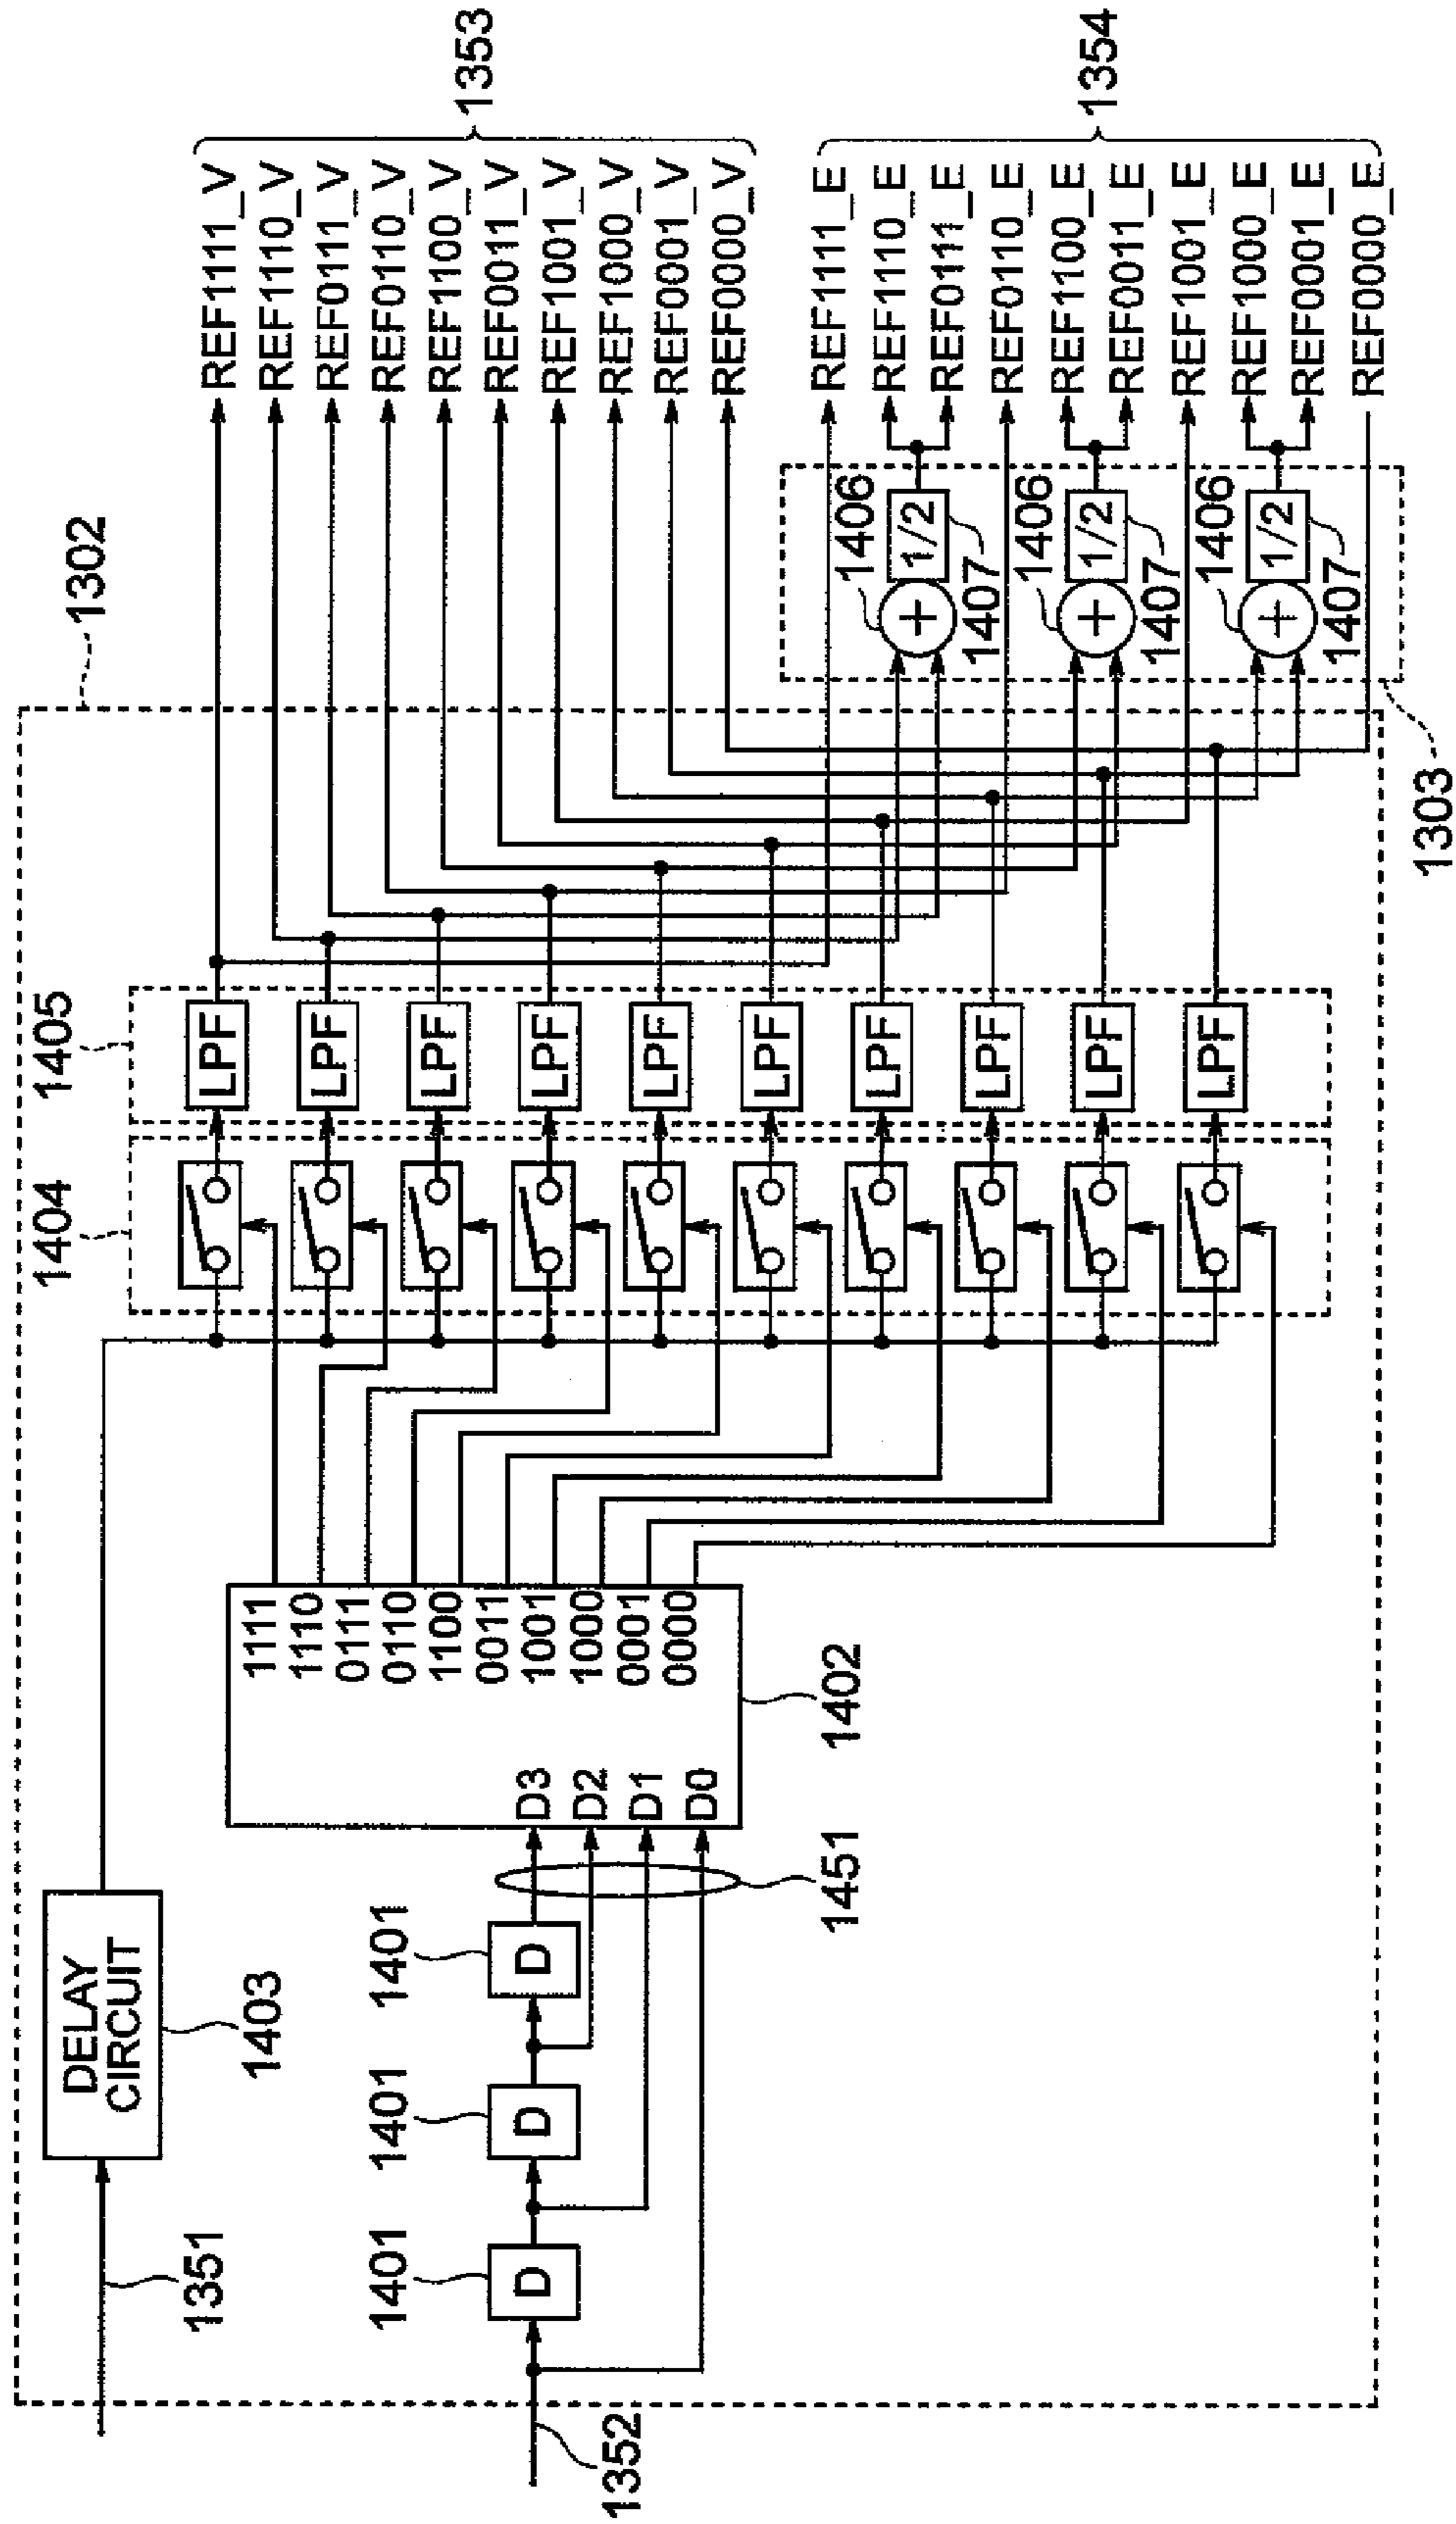 1302
1351
DELAY
CIRCUIT
1403
1352
D
1401
D
1401
D
1401
1451
D3
D2
D1
D0
1402
1111
1110
0111
0110
1100
0011
1001
1000
0001
0000
1404
1405
LPF
LPF
LPF
LPF
LPF
LPF
LPF
LPF
LPF
LPF
1303
+
1/2
1406
1407
+
1/2
1406
1407
+
1/2
1406
1407
REF1111_V
REF1110_V
REF0111_V
REF0110_V
REF1100_V
REF0011_V
REF1001_V
REF1000_V
REF0001_V
REF0000_V
1353
REF1111_E
REF1110_E
REF0111_E
REF0110_E
REF1100_E
REF0011_E
REF1001_E
REF1000_E
REF0001_E
REF0000_E
1354